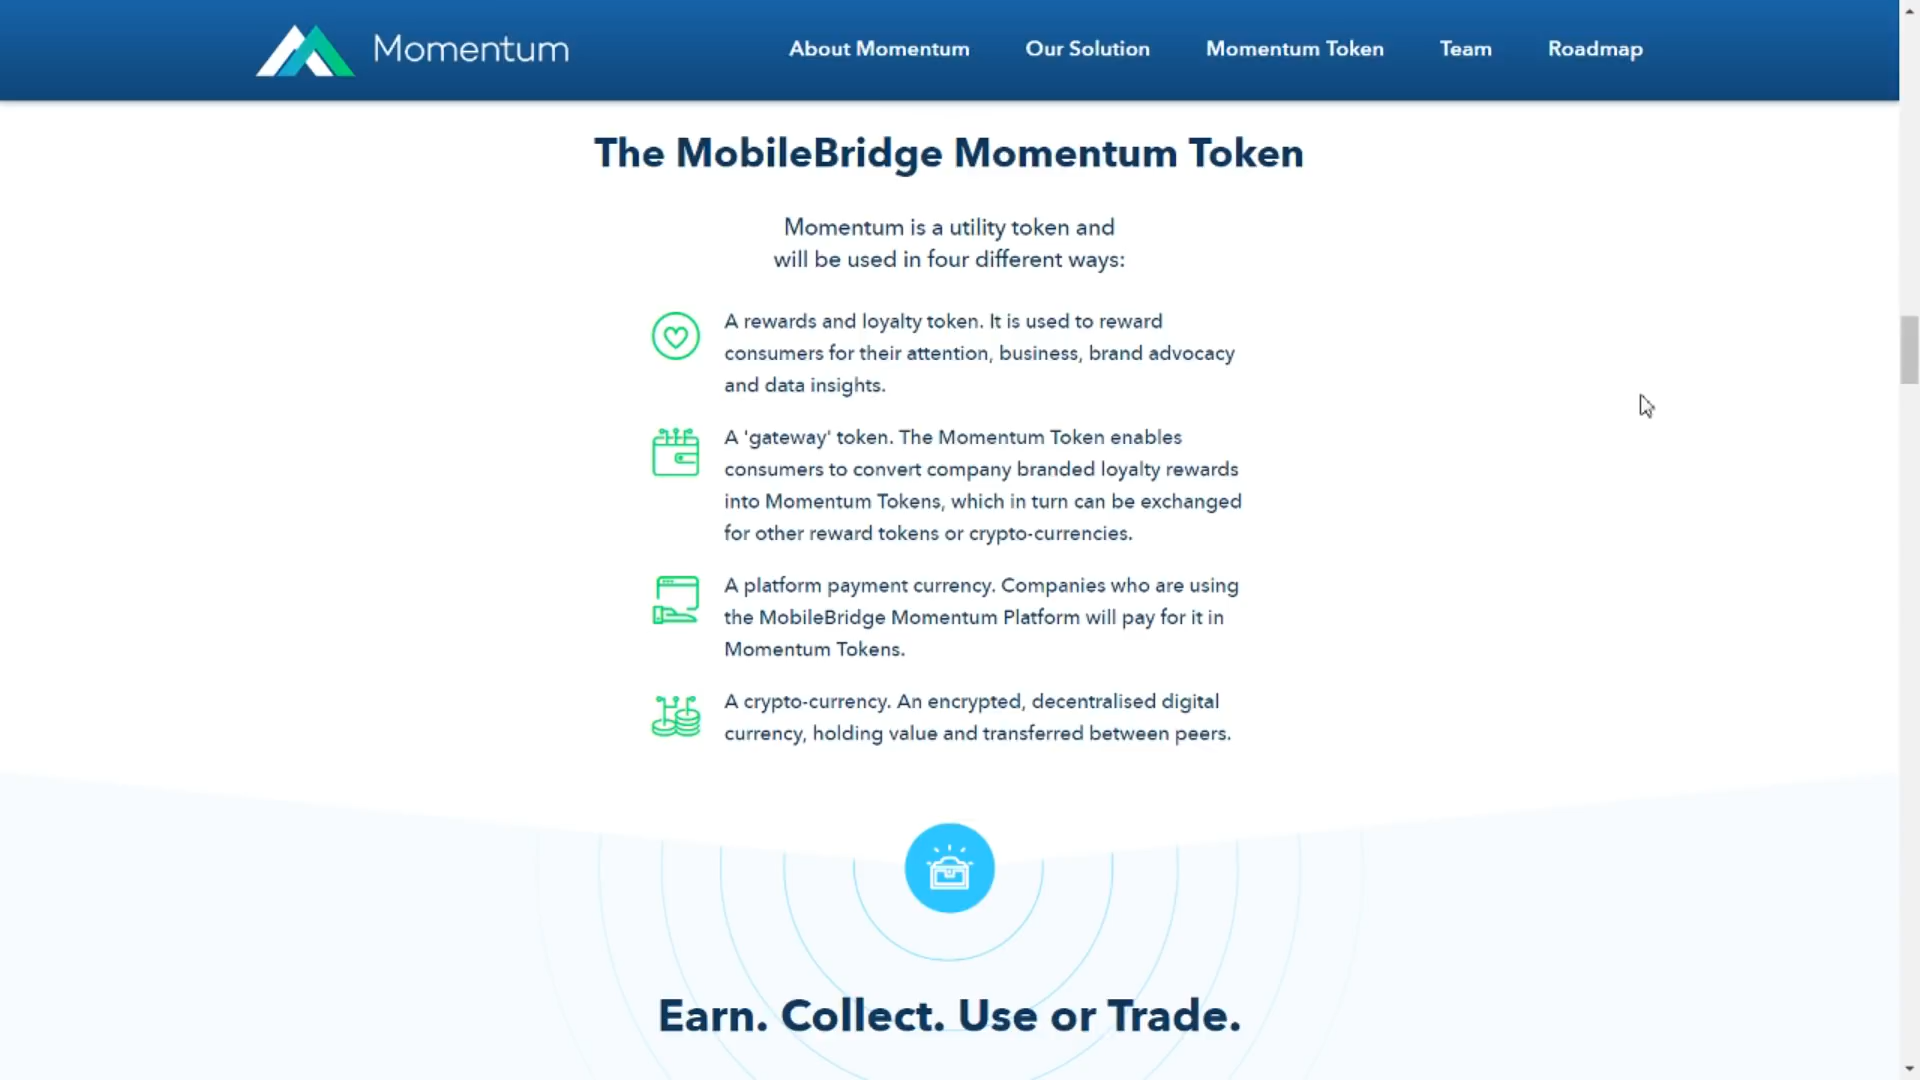 Momentum
About Momentum
Our Solution
Momentum Token
Team
Roadmap
The MobileBridge Momentum Token
Momentum is a utility token and
will be used in four different ways:
A rewards and loyalty token. It is used to reward
consumers for their attention, business, brand advocacy
and data insights.
A 'gateway' token. The Momentum Token enables
consumers to convert company branded loyalty rewards
into Momentum Tokens, which in turn can be exchanged
for other reward tokens or crypto-currencies.
A platform payment currency. Companies who are using
the MobileBridge Momentum Platform will pay for it in
Momentum Tokens.
A crypto-currency. An encrypted, decentralised digital
currency, holding value and transferred between peers.
Earn. Collect. Use or Trade.